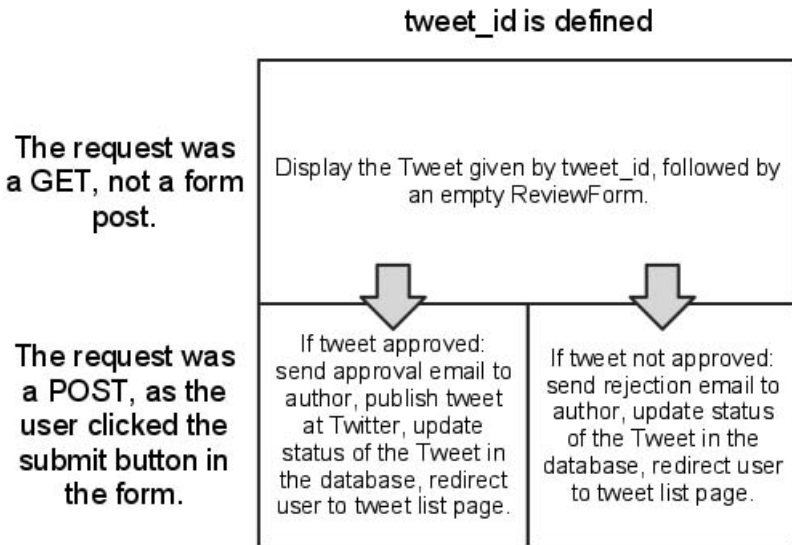 tweet_id is defined
The request was
a GET, not a form
post.
Display the Tweet given by tweet_id, followed by
an empty ReviewForm.
The request was
a POST, as the
user clicked the
submit button in
the form.
If tweet approved:
send approval email to
author, publish tweet
at Twitter, update
status of the Tweet in
the database, redirect
user to tweet list page.
If tweet not approved:
send rejection email to
author, update status
of the Tweet in the
database, redirect user
to tweet list page.